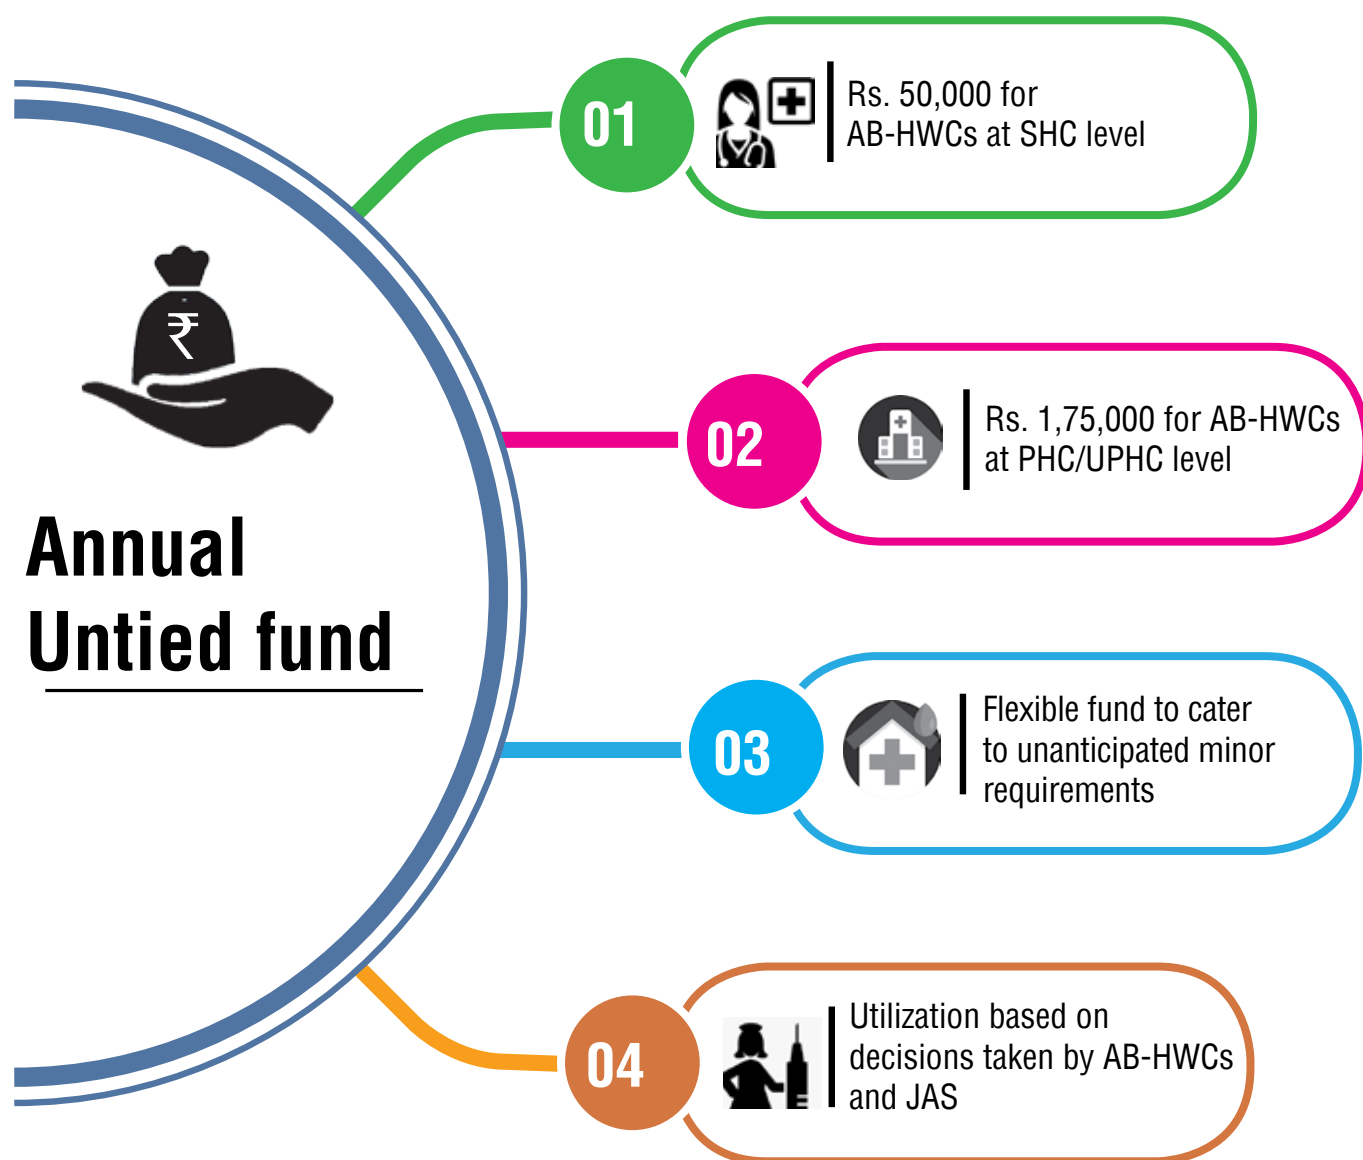 ₹
Annual
Untied fund
01
Rs. 50,000 for
AB-HWCs at SHC level
02
Rs. 1,75,000 for AB-HWCs
at PHC/UPHC level
03
Flexible fund to cater
to unanticipated minor
requirements
04
Utilization based on
decisions taken by AB-HWCs
and JAS